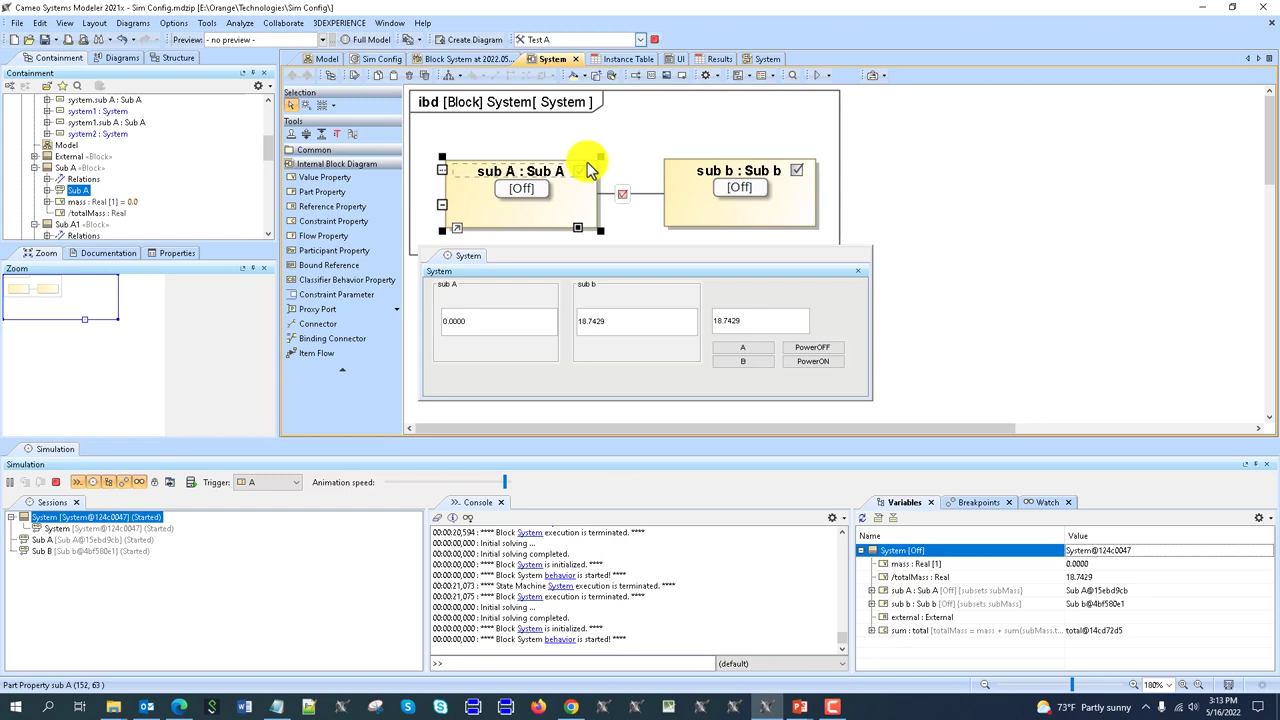 Cameo Systems Modeler 2021x - Sim Config.mdzip [E:\Orange\Technologies\Sim Config\]
File Edit View Layout Diagrams Options Tools Analyze Collaborate 3DEXPERIENCE Window Help
Preview: - no preview - Full Model Create Diagram Test A
Containment Diagrams Structure
Model Sim Config Block System at 2022.05... System Instance Table UI Results System
Containment
system.sub A : Sub A
system1 : System
system1.sub A : Sub A
system2 : System
Model
External «Block»
Sub A «Block»
Relations
Sub A
mass : Real [1] = 0.0
/totalMass : Real
Sub A1 «Block»
Relations
Zoom Documentation Properties
Zoom
Selection
Tools
Common
Internal Block Diagram
Value Property
Part Property
Reference Property
Constraint Property
Flow Property
Participant Property
Bound Reference
Classifier Behavior Property
Constraint Parameter
Proxy Port
Connector
Binding Connector
Item Flow
ibd [Block] System[ System ]
sub A : Sub A
[Off]
sub b : Sub b
[Off]
System
System
sub A
0.0000
sub b
18.7429
18.7429
A PowerOFF
B PowerON
180%
Simulation
Simulation
Trigger: A Animation speed:
Sessions
System [System@124c0047] (Started)
System [System@124c0047] (Started)
Sub A [Sub A@15ebd9cb] (Started)
Sub B [Sub b@4bf580e1] (Started)
Console
00:00:20,594 : **** Block System execution is terminated. ****
00:00:00,000 : Initial solving ...
00:00:00,000 : Initial solving completed.
00:00:00,000 : **** Block System is initialized. ****
00:00:00,000 : **** Block System behavior is started! ****
00:00:21,073 : **** State Machine System execution is terminated. ****
00:00:21,075 : **** Block System execution is terminated. ****
00:00:00,000 : Initial solving ...
00:00:00,000 : Initial solving completed.
00:00:00,000 : **** Block System is initialized. ****
00:00:00,000 : **** Block System behavior is started! ****
>> (default)
Variables Breakpoints Watch
Name Value
System [Off] System@124c0047
mass : Real [1] 0.0000
/totalMass : Real 18.7429
sub A : Sub A [Off] {subsets subMass} Sub A@15ebd9cb
sub b : Sub b [Off] {subsets subMass} Sub b@4bf580e1
external : External
sum : total [totalMass = mass + sum(subMass.t... total@14cd72d5
Part Property sub A (152, 63 )
73°F Partly sunny
3:13 PM
5/16/2022